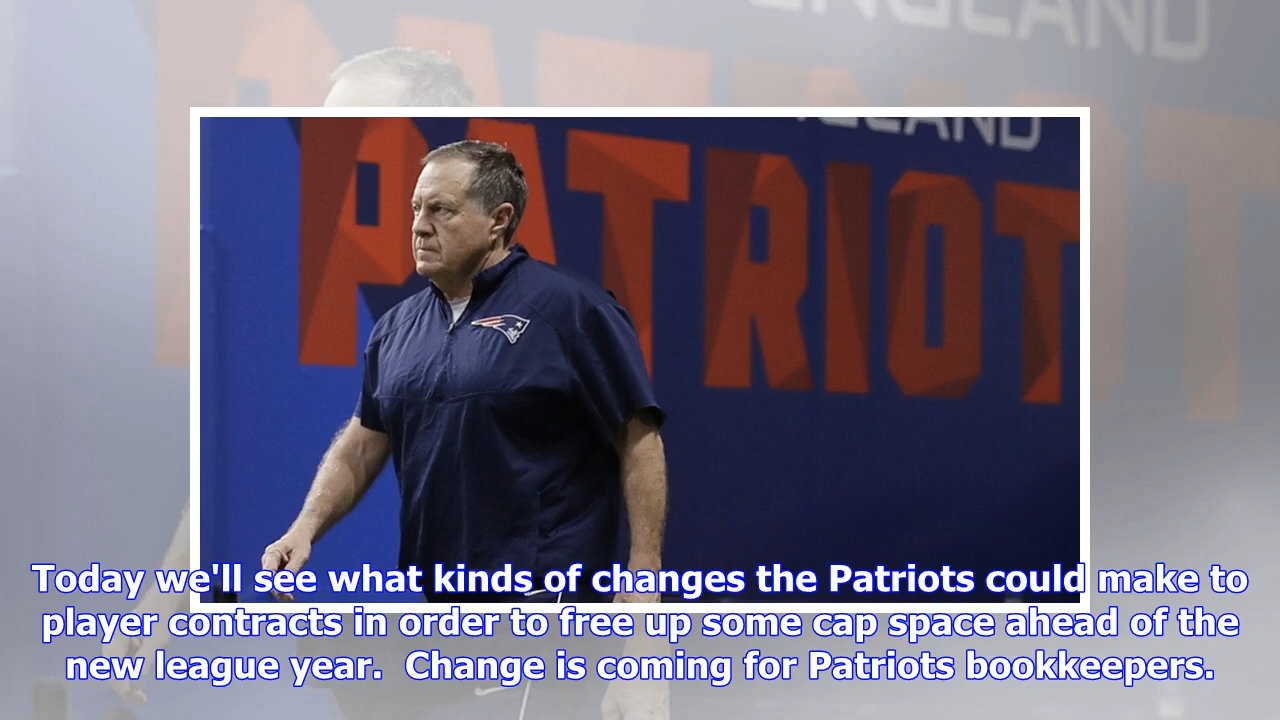 ENGLAND
PATRIOT
Today we'll see what kinds of changes the Patriots could make to
player contracts in order to free up some cap space ahead of the
new league year.  Change is coming for Patriots bookkeepers.